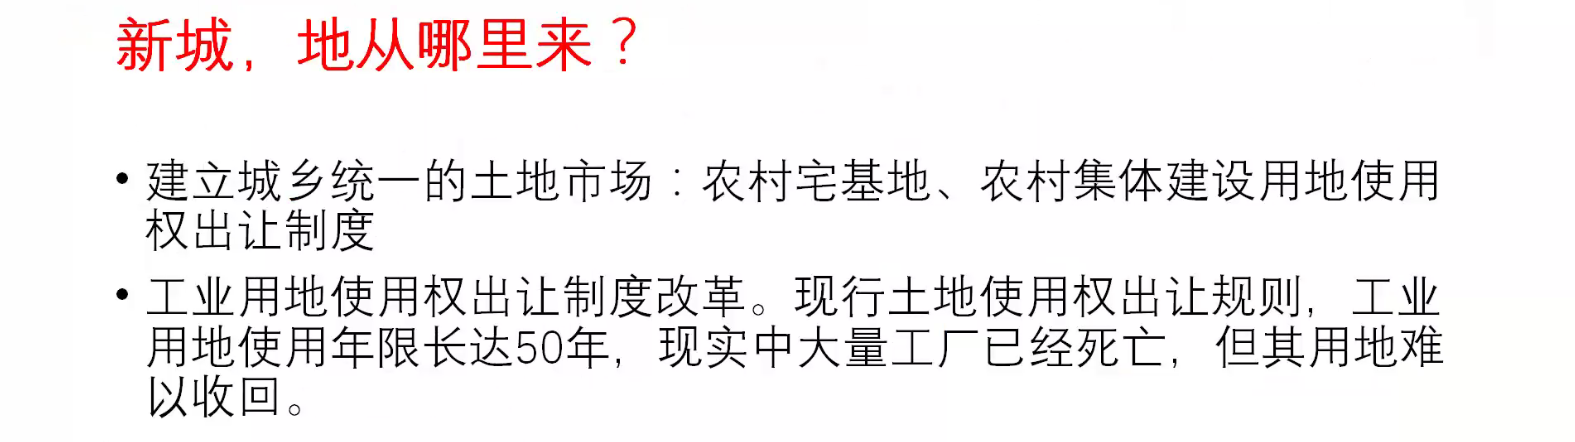 新城，地从哪里来？
• 建立城乡统一的土地市场：农村宅基地、农村集体建设用地使用
权出让制度
• 工业用地使用权出让制度改革。现行土地使用权出让规则，工业
用地使用年限长达50年，现实中大量工厂已经死亡，但其用地难
以收回。